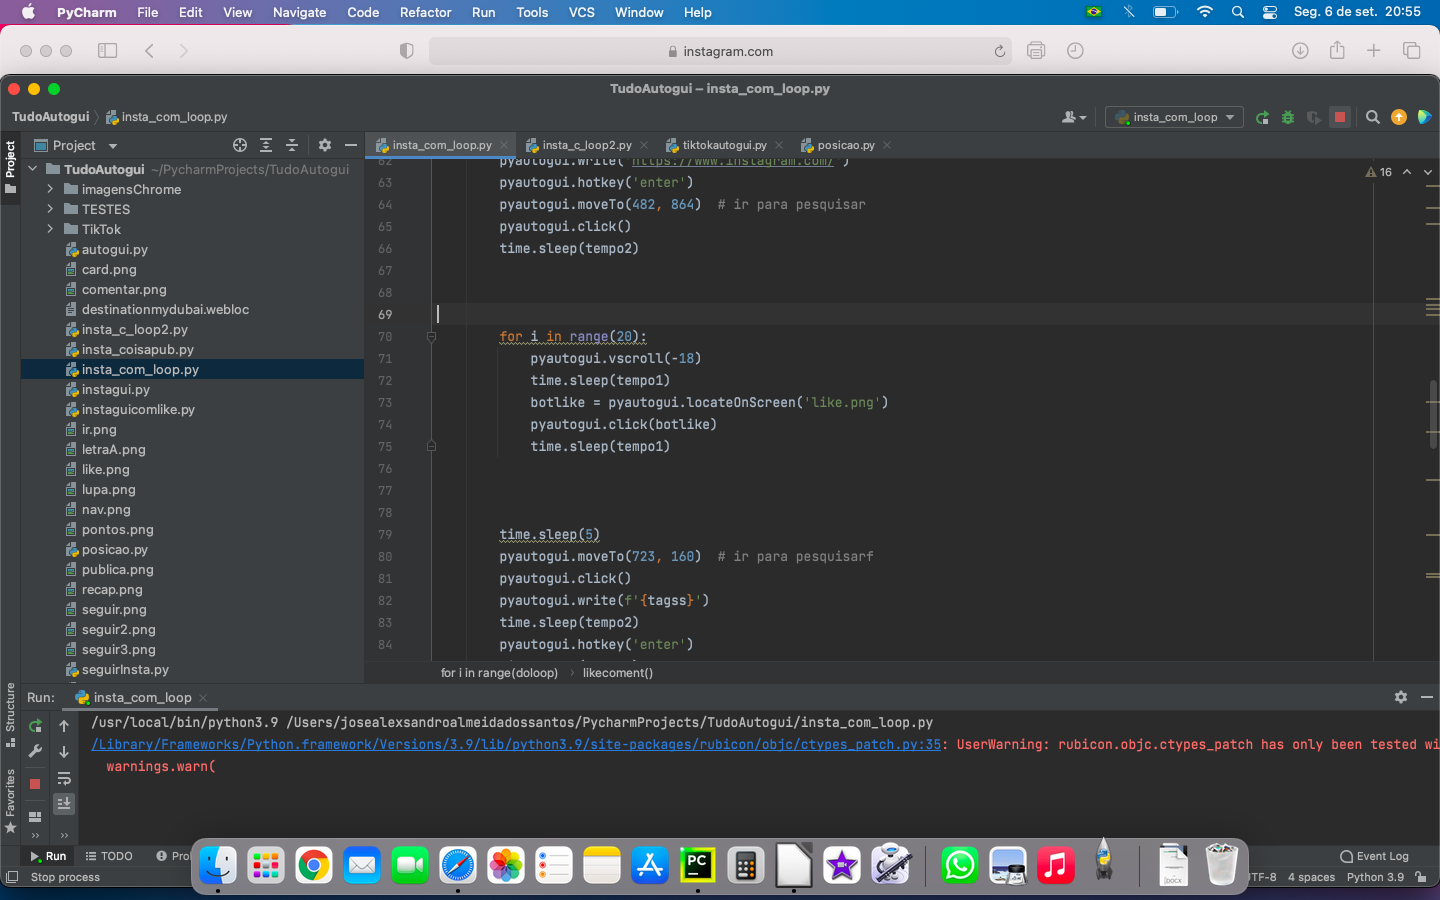 PyCharm File Edit View Navigate Code Refactor Run Tools VCS Window Help Seg. 6 de set. 20:55
instagram.com
TudoAutogui – insta_com_loop.py
TudoAutogui insta_com_loop.py insta_com_loop
Project
Project
insta_com_loop.py insta_c_loop2.py tiktokautogui.py posicao.py
TudoAutogui ~/PycharmProjects/TudoAutogui
imagensChrome
TESTES
TikTok
autogui.py
card.png
comentar.png
destinationmydubai.webloc
insta_c_loop2.py
insta_coisapub.py
insta_com_loop.py
instagui.py
instaguicomlike.py
ir.png
letraA.png
like.png
lupa.png
nav.png
pontos.png
posicao.py
publica.png
recap.png
seguir.png
seguir2.png
seguir3.png
seguirInsta.py
16
62 pyautogui.write('https://www.instagram.com/')
63 pyautogui.hotkey('enter')
64 pyautogui.moveTo(482, 864)  # ir para pesquisar
65 pyautogui.click()
66 time.sleep(tempo2)
67
68
69
70 for i in range(20):
71 pyautogui.vscroll(-18)
72 time.sleep(tempo1)
73 botlike = pyautogui.locateOnScreen('like.png')
74 pyautogui.click(botlike)
75 time.sleep(tempo1)
76
77
78
79 time.sleep(5)
80 pyautogui.moveTo(723, 160)  # ir para pesquisarf
81 pyautogui.click()
82 pyautogui.write(f'{tagss}')
83 time.sleep(tempo2)
84 pyautogui.hotkey('enter')
for i in range(doloop) likecoment()
Run: insta_com_loop
Structure
Favorites
/usr/local/bin/python3.9 /Users/josealexsandroalmeidadossantos/PycharmProjects/TudoAutogui/insta_com_loop.py
/Library/Frameworks/Python.framework/Versions/3.9/lib/python3.9/site-packages/rubicon/objc/ctypes_patch.py:35: UserWarning: rubicon.objc.ctypes_patch has only been tested wi
warnings.warn(
Run TODO Pro
Event Log
Stop process
UTF-8 4 spaces Python 3.9
PC
.docx